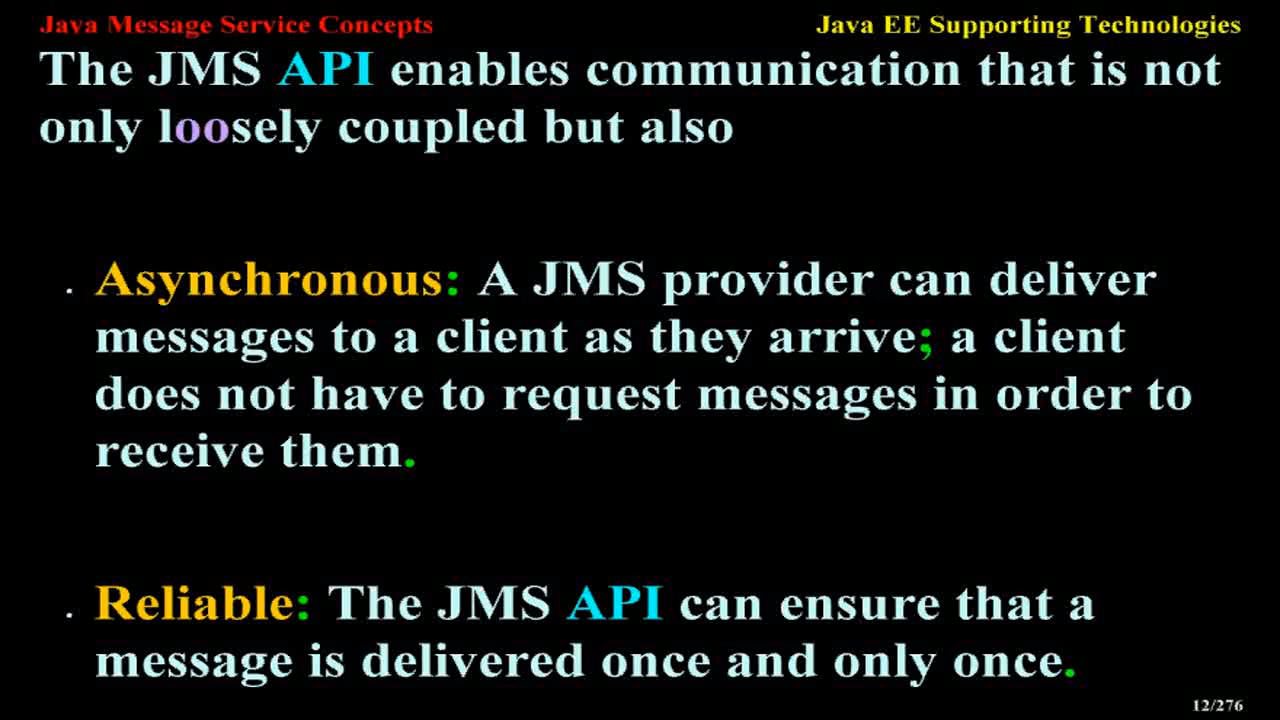 Java Message Service Concepts
Java EE Supporting Technologies
The JMS API enables communication that is not
only loosely coupled but also
. Asynchronous: A JMS provider can deliver
messages to a client as they arrive; a client
does not have to request messages in order to
receive them.
. Reliable: The JMS API can ensure that a
message is delivered once and only once.
12/276